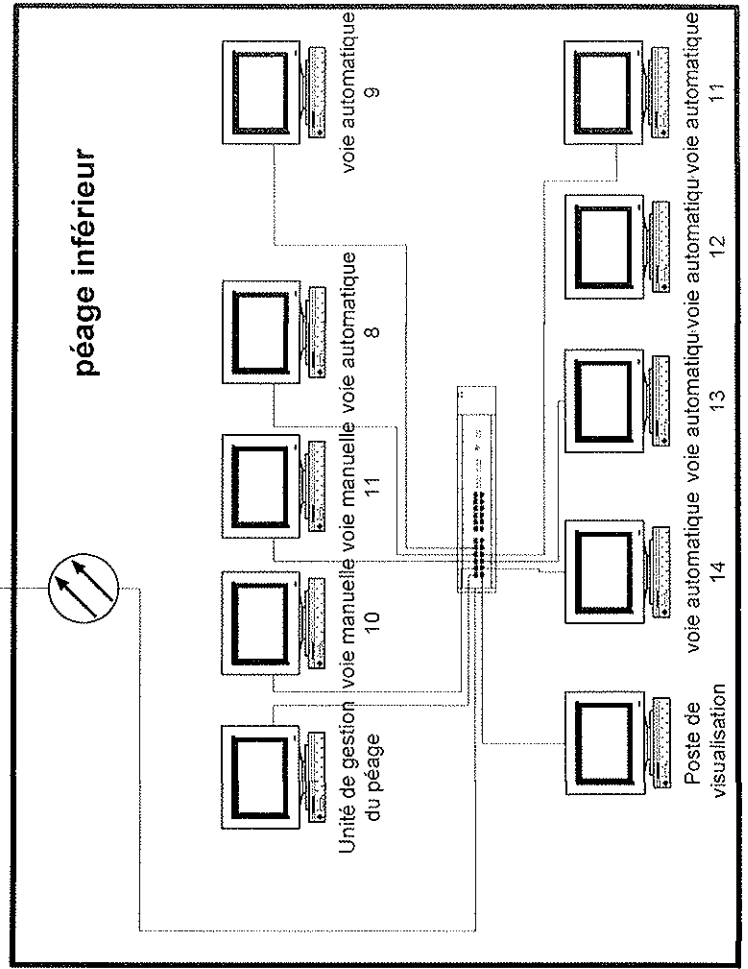 péage inférieur
Unité de gestion voie manuelle voie manuelle voie automatique voie automatique
du péage 10 11 8 9
Poste de voie automatique voie automatiqu voie automatiqu voie automatique
visualisation 14 13 12 11